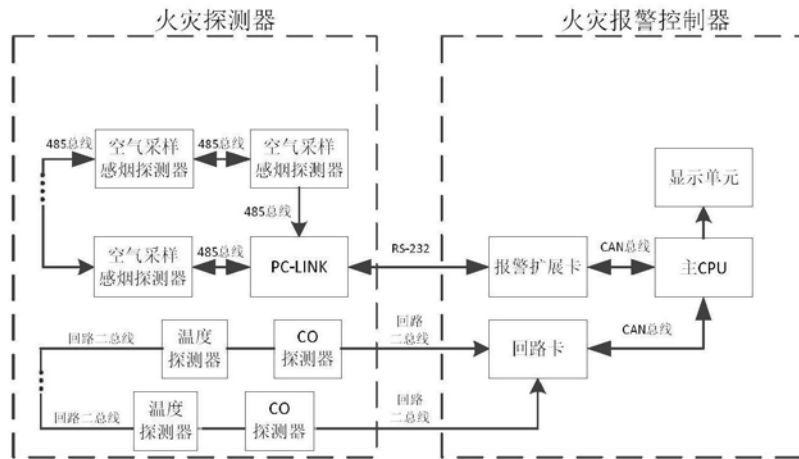 火灾探测器
火灾报警控制器
485总线
空气采样
感烟探测器
485总线
空气采样
感烟探测器
显示单元
485总线
空气采样
感烟探测器
485总线
PC-LINK
RS-232
报警扩展卡
CAN总线
主CPU
回路二总线
温度
探测器
CO
探测器
回路
二总线
回路卡
CAN总线
回路二总线
温度
探测器
CO
探测器
回路
二总线